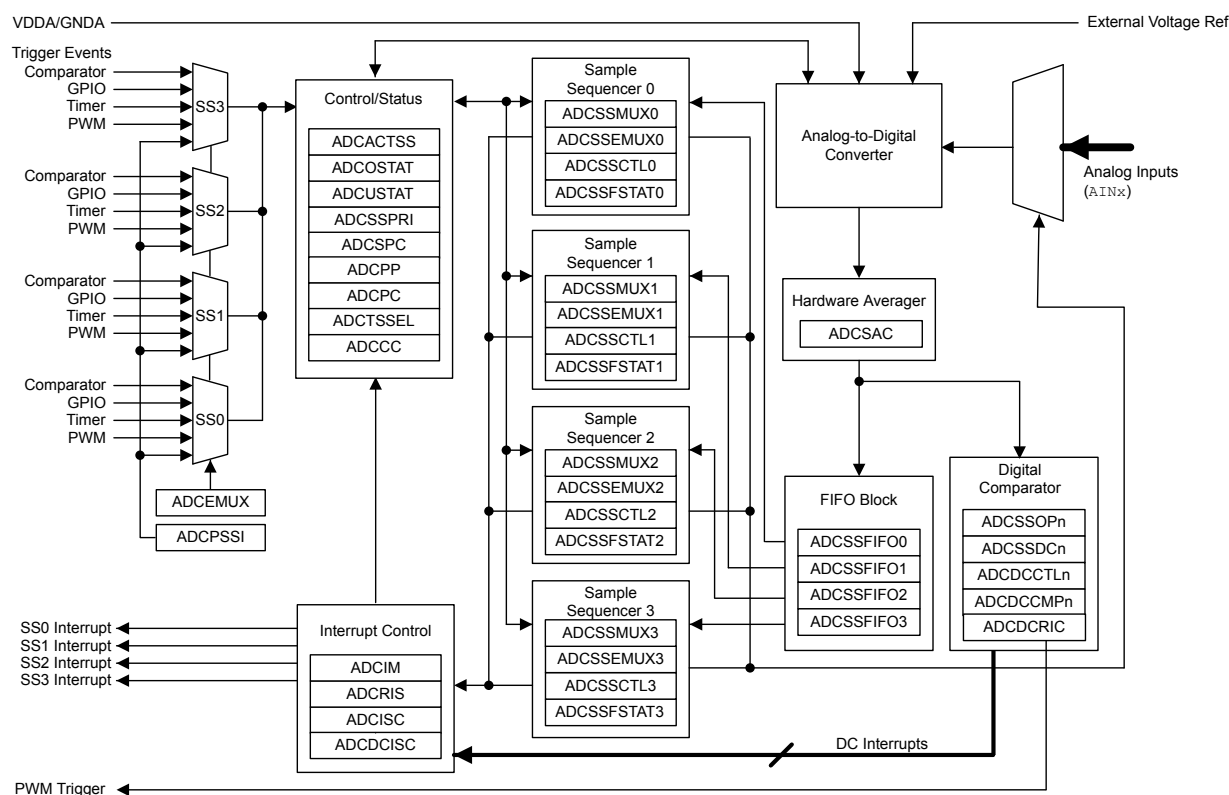 VDDA/GNDA
External Voltage Ref
Trigger Events
Comparator
GPIO
Timer
PWM
SS3
Comparator
GPIO
Timer
PWM
SS2
Comparator
GPIO
Timer
PWM
SS1
Comparator
GPIO
Timer
PWM
SS0
ADCEMUX
ADCPSSI
Control/Status
ADCACTSS
ADCOSTAT
ADCUSTAT
ADCSSPRI
ADCSPC
ADCPP
ADCPC
ADCTSSEL
ADCCC
Sample
Sequencer 0
ADCSSMUX0
ADCSSEMUX0
ADCSSCTL0
ADCSSFSTAT0
Sample
Sequencer 1
ADCSSMUX1
ADCSSEMUX1
ADCSSCTL1
ADCSSFSTAT1
Sample
Sequencer 2
ADCSSMUX2
ADCSSEMUX2
ADCSSCTL2
ADCSSFSTAT2
Sample
Sequencer 3
ADCSSMUX3
ADCSSEMUX3
ADCSSCTL3
ADCSSFSTAT3
Analog-to-Digital
Converter
Analog Inputs
(AINx)
Hardware Averager
ADCSAC
FIFO Block
ADCSSFIFO0
ADCSSFIFO1
ADCSSFIFO2
ADCSSFIFO3
Digital
Comparator
ADCSSOPn
ADCSSDCn
ADCDCCTLn
ADCDCCMPn
ADCDCRIC
SS0 Interrupt
SS1 Interrupt
SS2 Interrupt
SS3 Interrupt
Interrupt Control
ADCIM
ADCRIS
ADCISC
ADCDCISC
DC Interrupts
PWM Trigger